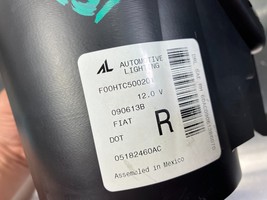 AL AUTOMOTIVE
LIGHTING
F00HTC5002
12.0 V
090613B
FIAT
R
DOT
05182460AC
Assembled in Mexico